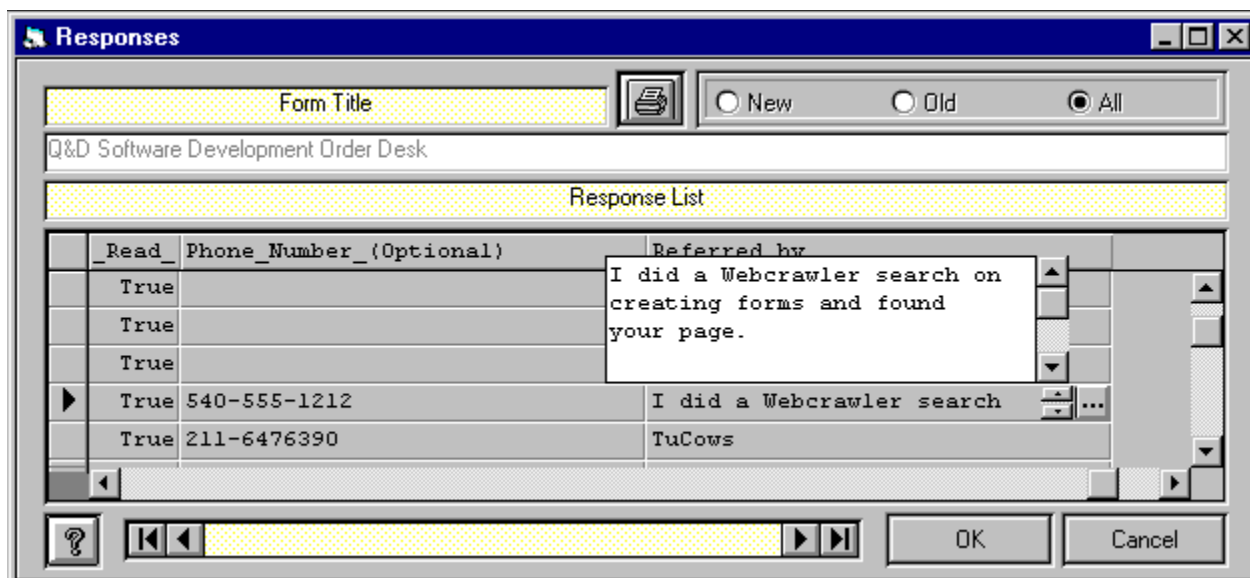 Responses
Form Title
New Old All
Q&D Software Development Order Desk
Response List
_Read_ Phone_Number_(Optional) Referred_by
I did a Webcrawler search on
creating forms and found
your page.
True
True
True
True 540-555-1212 I did a Webcrawler search ...
True 211-6476390 TuCows
? OK Cancel